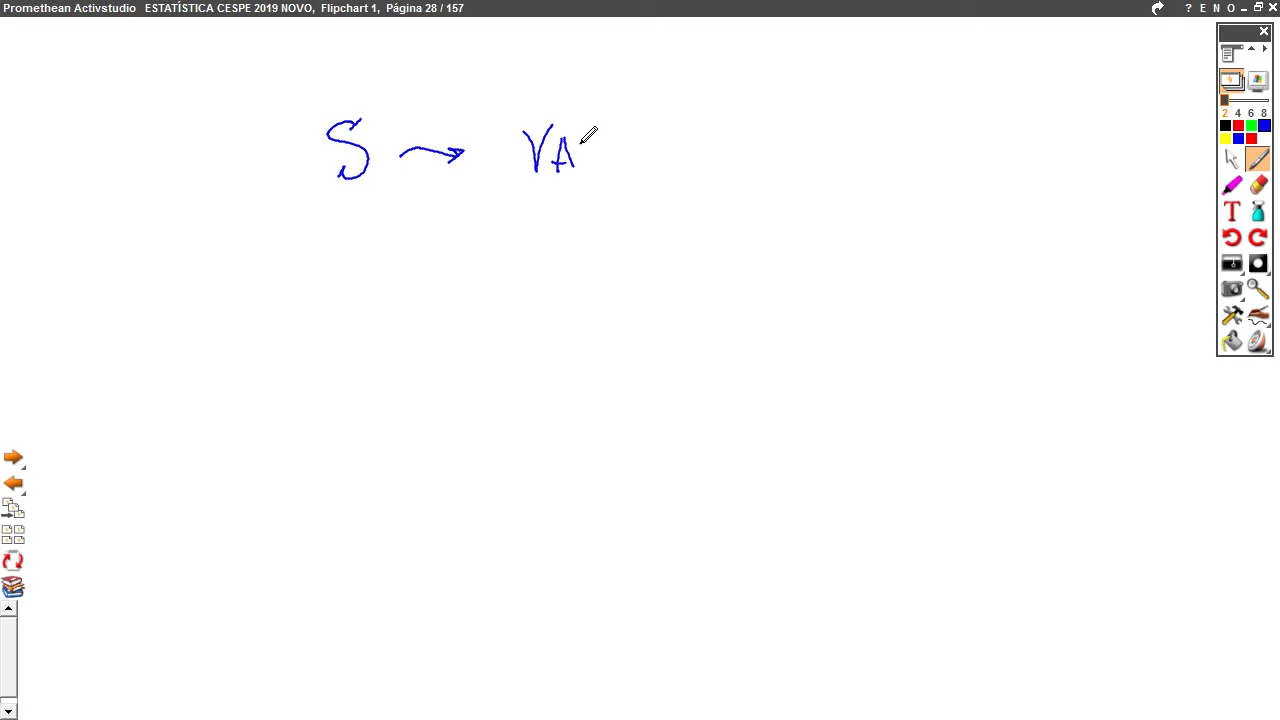 Promethean Activstudio ESTATÍSTICA CESPE 2019 NOVO, Flipchart 1, Página 28 / 157 ? E N O
2 4 6 8
S → VA
T